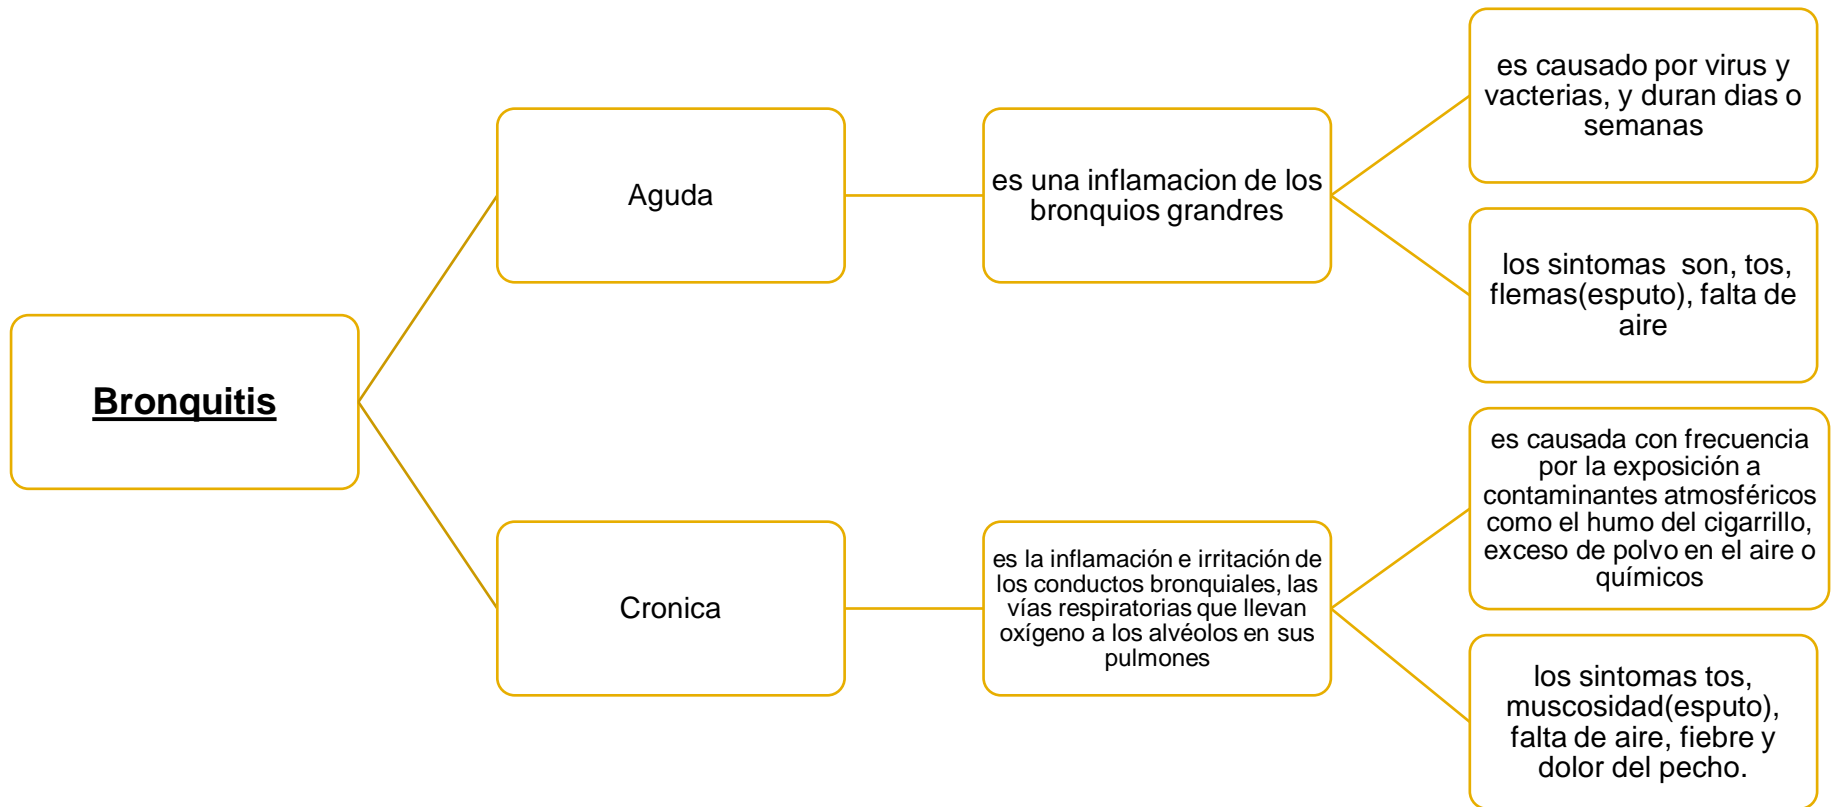 Bronquitis
Aguda
es una inflamacion de los
bronquios grandres
es causado por virus y
vacterias, y duran dias o
semanas
los sintomas  son, tos,
flemas(esputo), falta de
aire
Cronica
es la inflamación e irritación de
los conductos bronquiales, las
vías respiratorias que llevan
oxígeno a los alvéolos en sus
pulmones
es causada con frecuencia
por la exposición a
contaminantes atmosféricos
como el humo del cigarrillo,
exceso de polvo en el aire o
químicos
los sintomas tos,
muscosidad(esputo),
falta de aire, fiebre y
dolor del pecho.